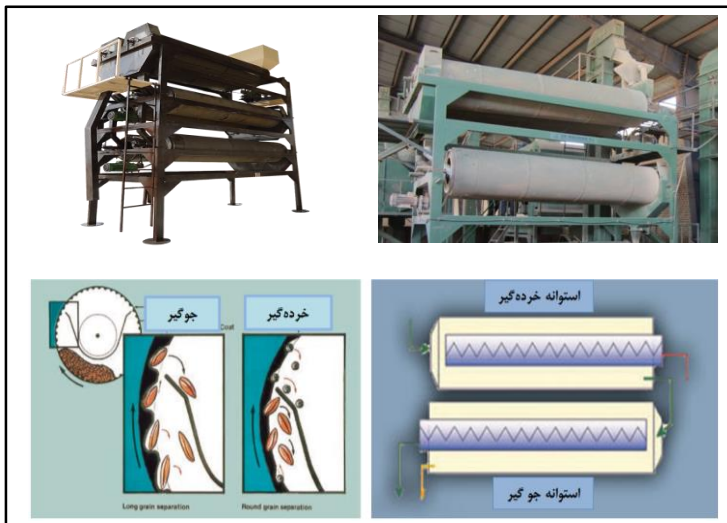 جوگیر
خرده‌گیر
Long grain separation
Round grain separation
استوانه خرده‌گیر
استوانه جو گیر